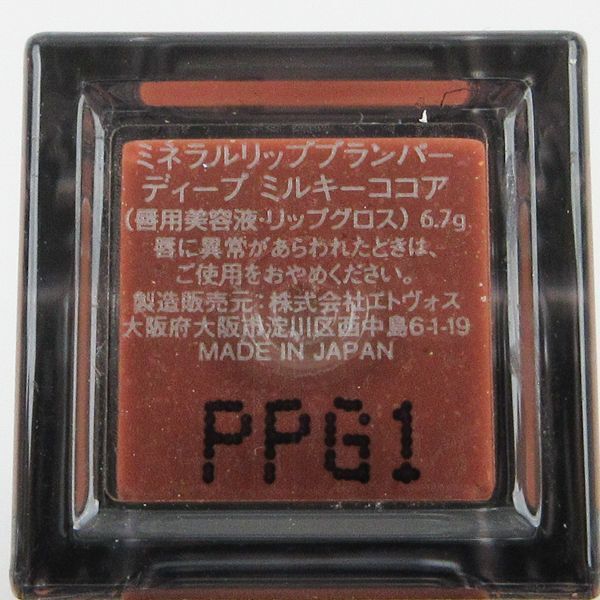 ミネラルリッププランパー
ディープ ミルキーココア
(唇用美容液・リップグロス) 6.7g
唇に異常があらわれたときは、
ご使用をおやめください。
製造販売元：株式会社エトヴォス
大阪府大阪市淀川区西中島6-1-19
MADE IN JAPAN
PPG1